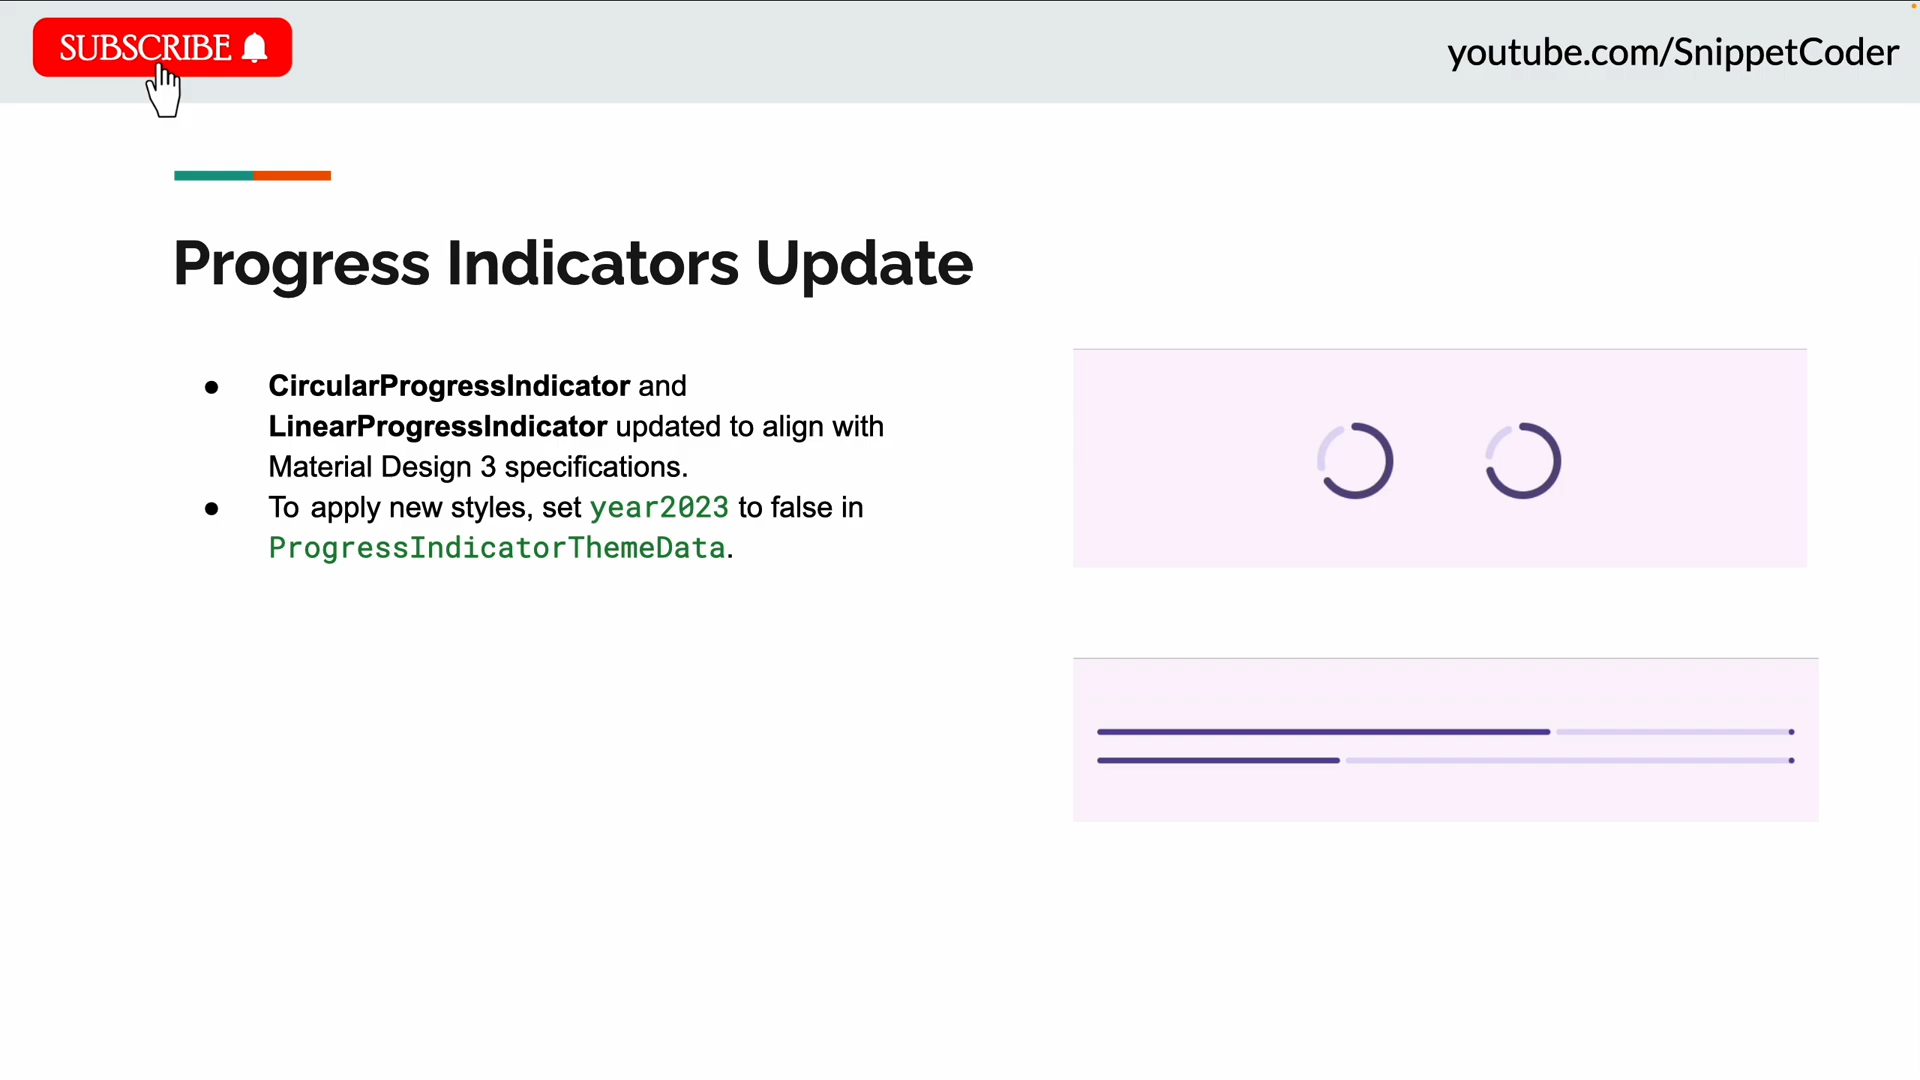 SUBSCRIBE
youtube.com/SnippetCoder
Progress Indicators Update
● CircularProgressIndicator and
LinearProgressIndicator updated to align with
Material Design 3 specifications.
● To apply new styles, set year2023 to false in
ProgressIndicatorThemeData.